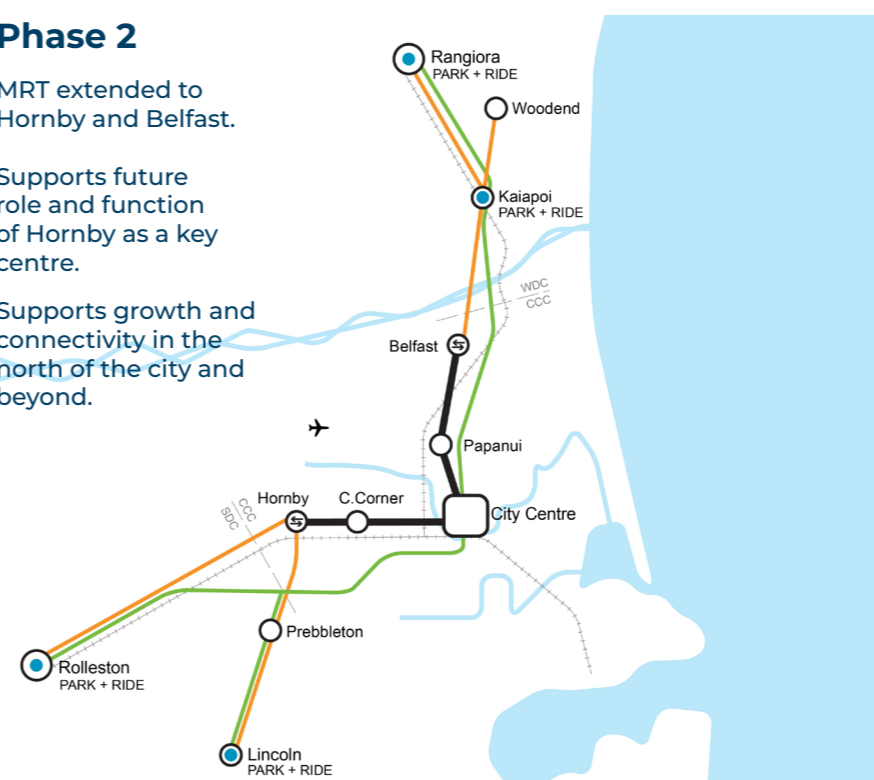 Phase 2
MRT extended to
Hornby and Belfast.
Supports future
role and function
of Hornby as a key
centre.
Supports growth and
connectivity in the
north of the city and
beyond.
Rangiora
PARK + RIDE
Woodend
Kaiapoi
PARK + RIDE
WDC
CCC
Belfast
Papanui
Hornby
C.Corner
City Centre
CCC
SDC
Prebbleton
Rolleston
PARK + RIDE
Lincoln
PARK + RIDE